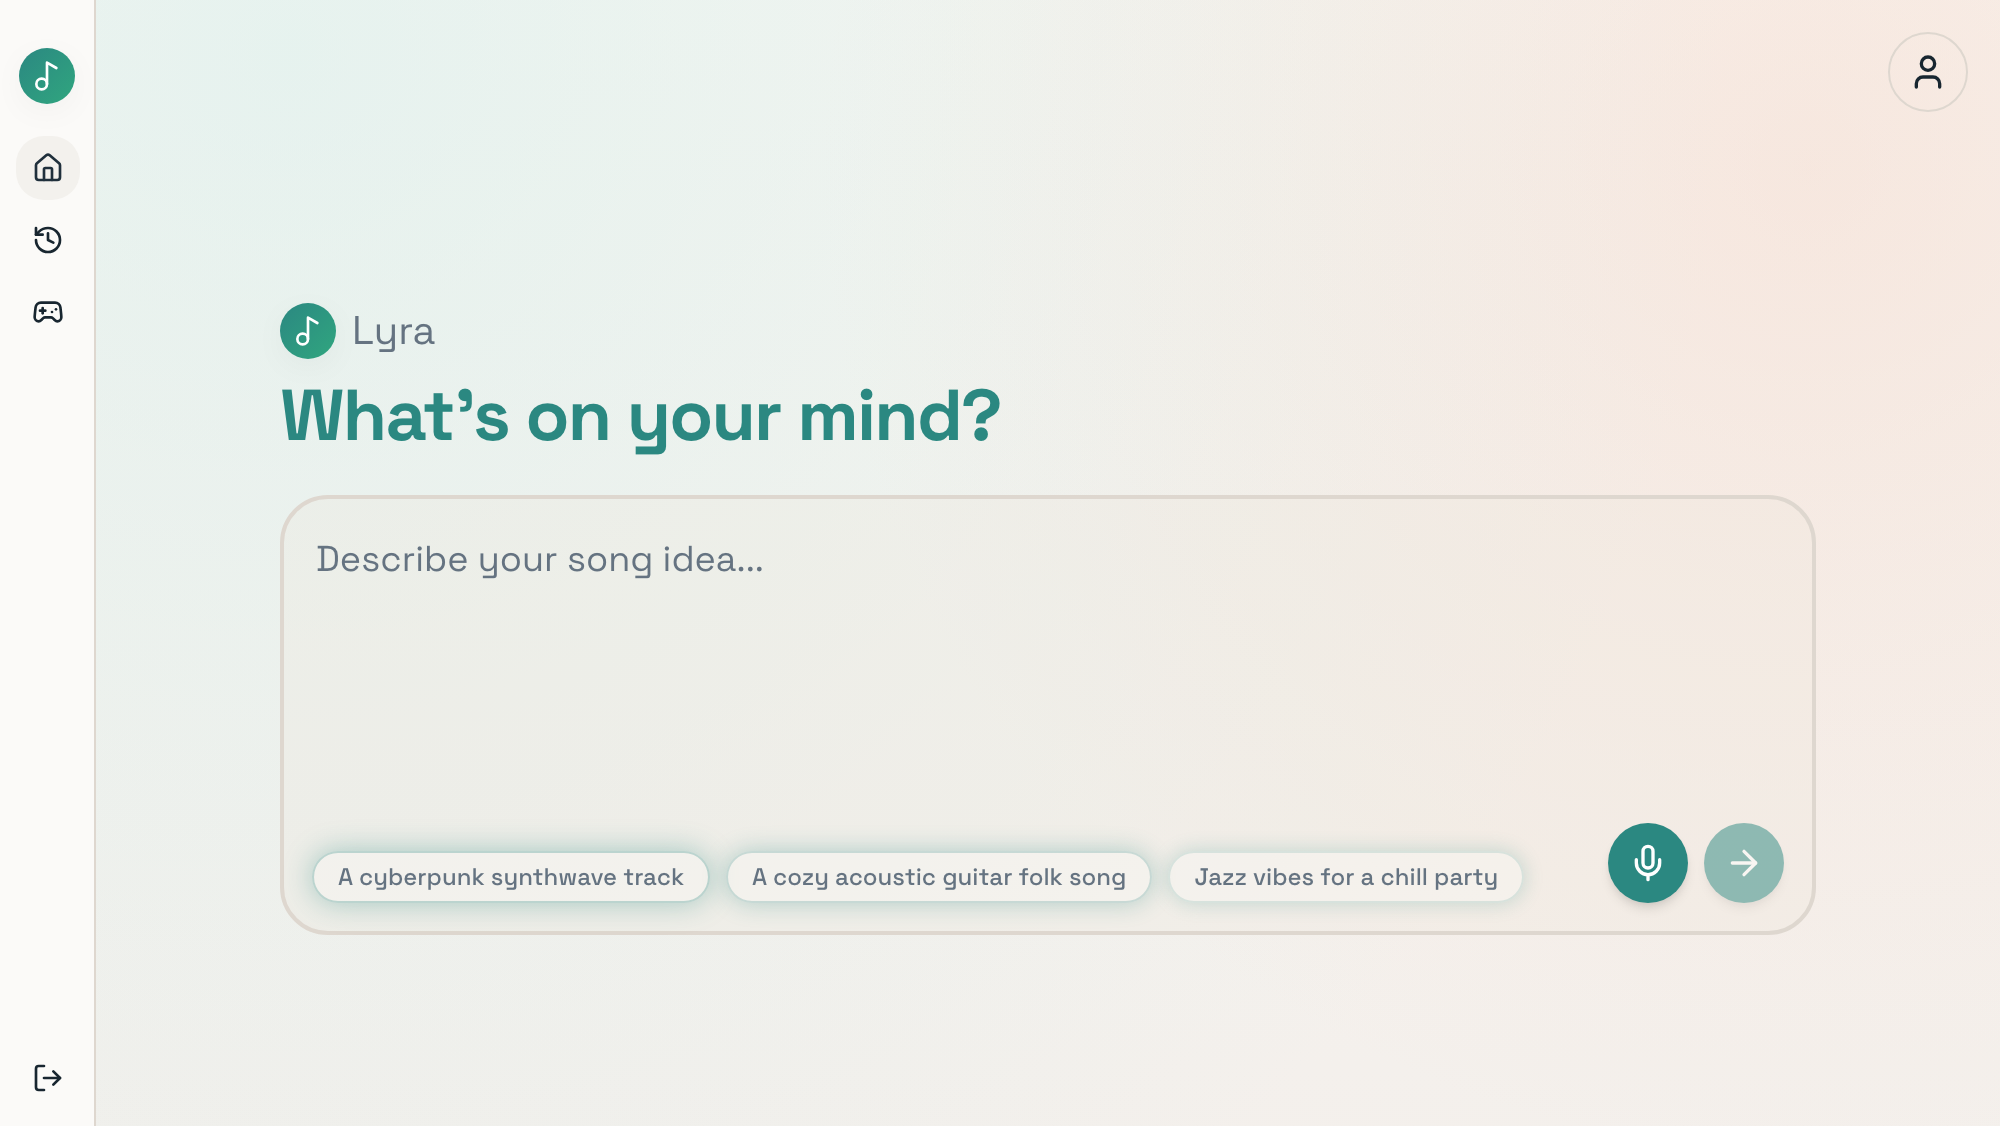 Lyra
What’s on your mind?
Describe your song idea...
A cyberpunk synthwave track
A cozy acoustic guitar folk song
Jazz vibes for a chill party